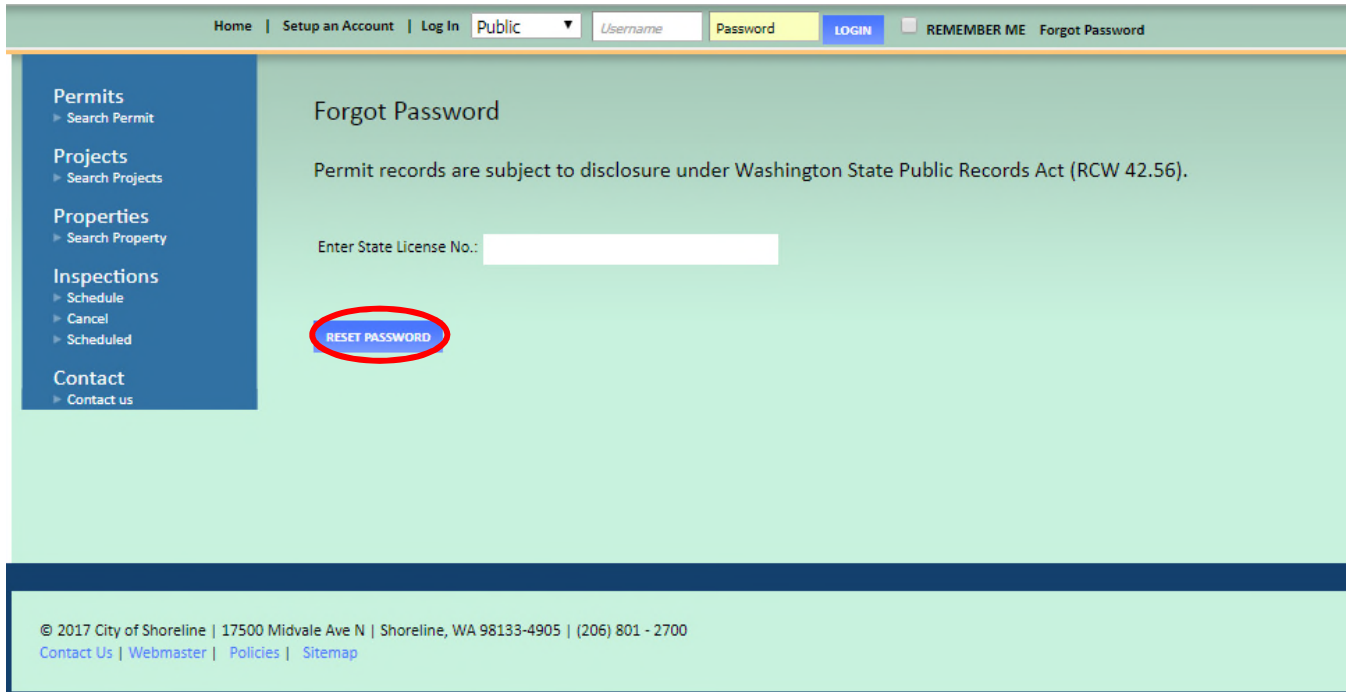 Home | Setup an Account | Log In Public Username Password LOGIN REMEMBER ME Forgot Password
Permits
Search Permit
Projects
Search Projects
Properties
Search Property
Inspections
Schedule
Cancel
Scheduled
Contact
Contact us
Forgot Password
Permit records are subject to disclosure under Washington State Public Records Act (RCW 42.56).
Enter State License No.:
RESET PASSWORD
© 2017 City of Shoreline | 17500 Midvale Ave N | Shoreline, WA 98133-4905 | (206) 801 - 2700
Contact Us | Webmaster | Policies | Sitemap